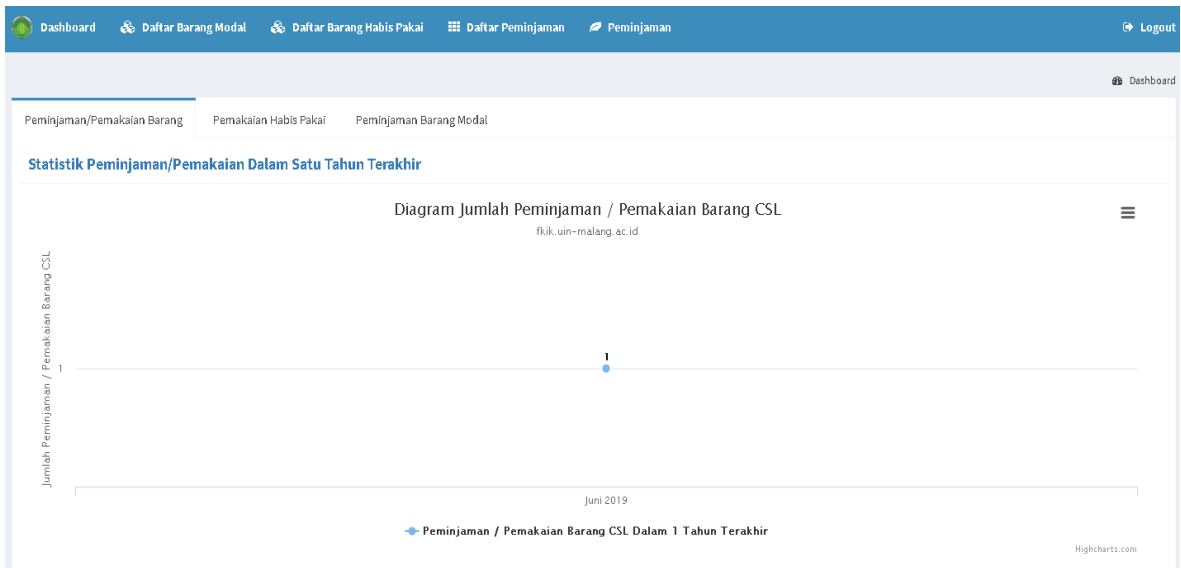 Dashboard Daftar Barang Modal Daftar Barang Habis Pakai Daftar Peminjaman Peminjaman Logout
Dashboard
Peminjaman/Pemakaian Barang Pemakaian Habis Pakai Peminjaman Barang Modal
Statistik Peminjaman/Pemakaian Dalam Satu Tahun Terakhir
Diagram Jumlah Peminjaman / Pemakaian Barang CSL
fkik.uin-malang.ac.id
Jumlah Peminjaman / Pemakaian Barang CSL
1
1
Juni 2019
Peminjaman / Pemakaian Barang CSL Dalam 1 Tahun Terakhir
Highcharts.com